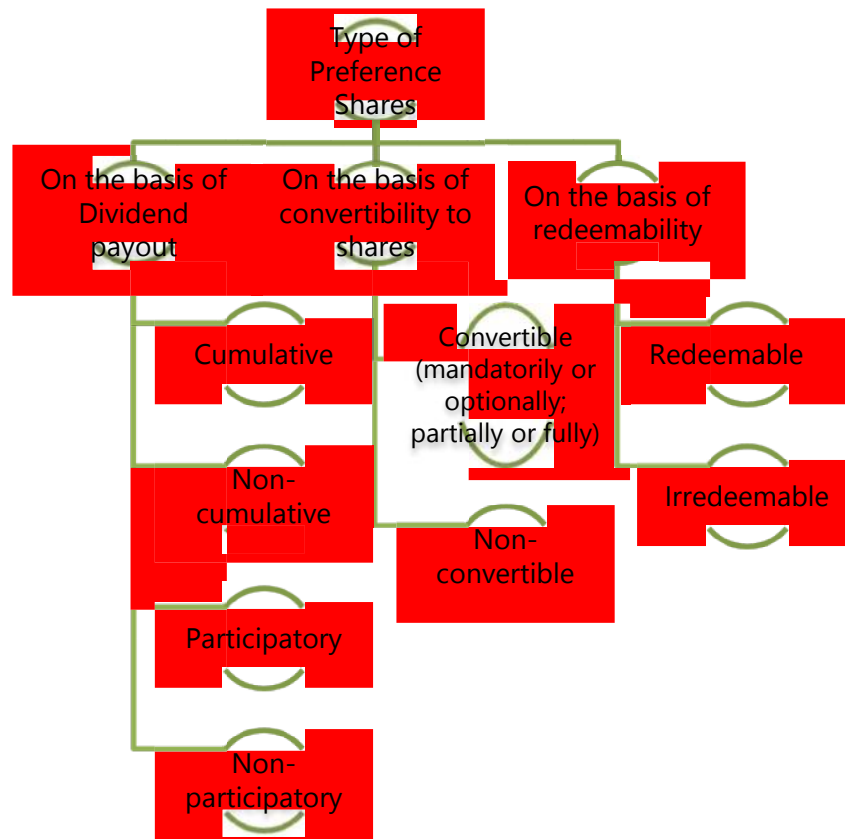 Type of
Preference
Shares
On the basis of
Dividend
payout
On the basis of
convertibility to
shares
On the basis of
redeemability
Cumulative
Non-
cumulative
Participatory
Non-
participatory
Convertible
(mandatorily or
optionally;
partially or fully)
Non-
convertible
Redeemable
Irredeemable